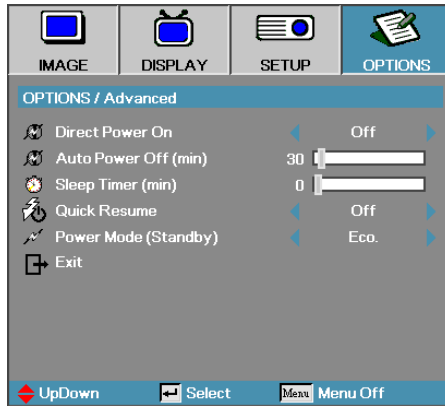 IMAGE DISPLAY SETUP OPTIONS
OPTIONS / Advanced
Direct Power On Off
Auto Power Off (min) 30
Sleep Timer (min) 0
Quick Resume Off
Power Mode (Standby) Eco.
Exit
UpDown Select Menu Menu Off